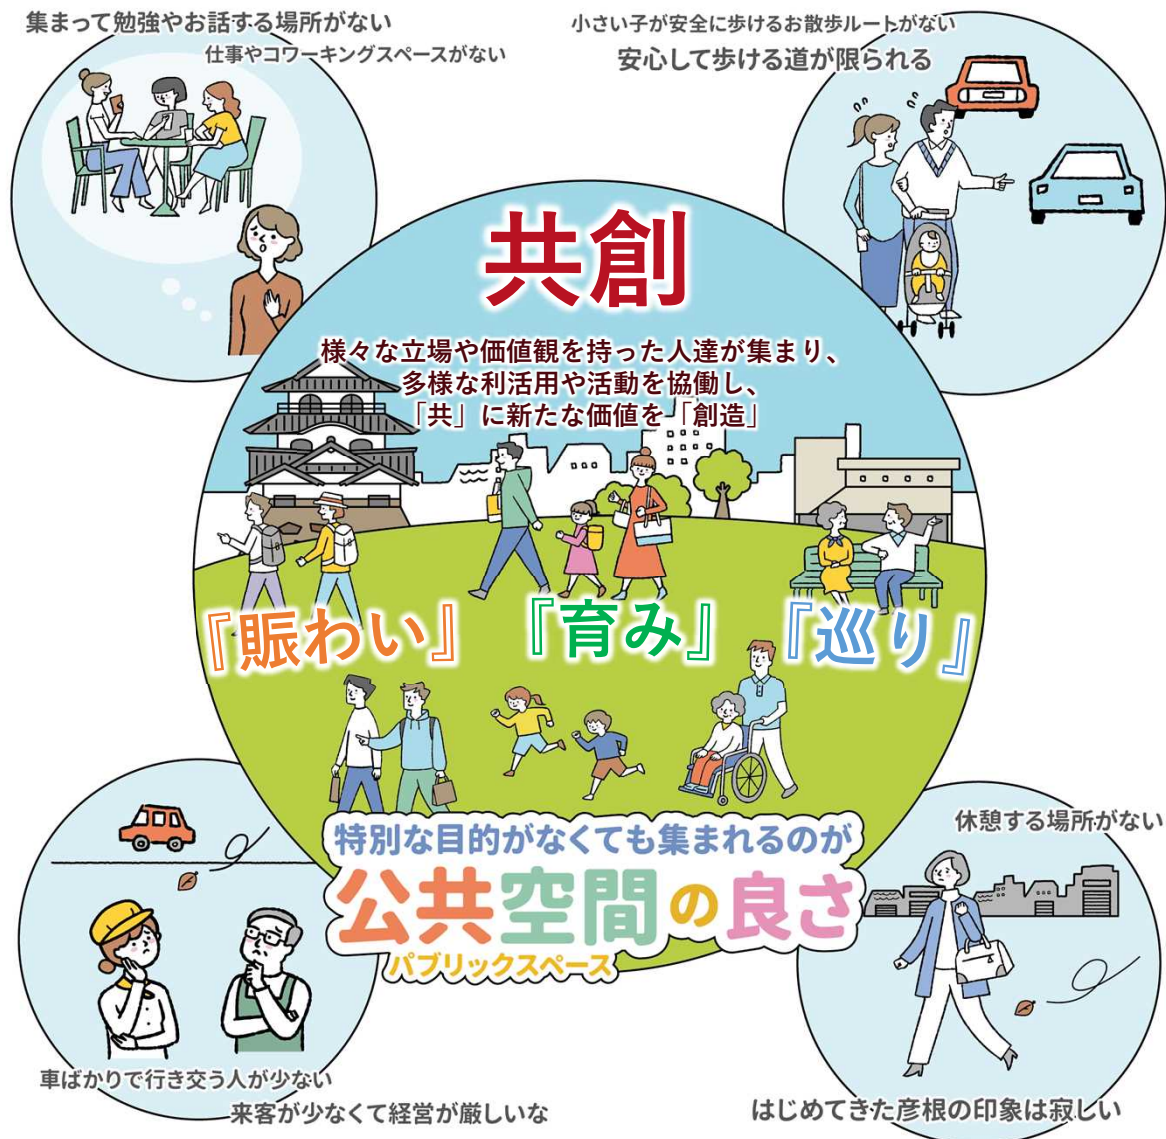 集まって勉強やお話する場所がない
仕事やコワーキングスペースがない
小さい子が安全に歩けるお散歩ルートがない
安心して歩ける道が限られる
共創
様々な立場や価値観を持った人達が集まり、
多様な利活用や活動を協働し、
「共」に新たな価値を「創造」
『賑わい』 『育み』 『巡り』
特別な目的がなくても集まれるのが
公共空間の良さ
パブリックスペース
車ばかりで行き交う人が少ない
来客が少なくて経営が厳しいな
休憩する場所がない
はじめてきた彦根の印象は寂しい